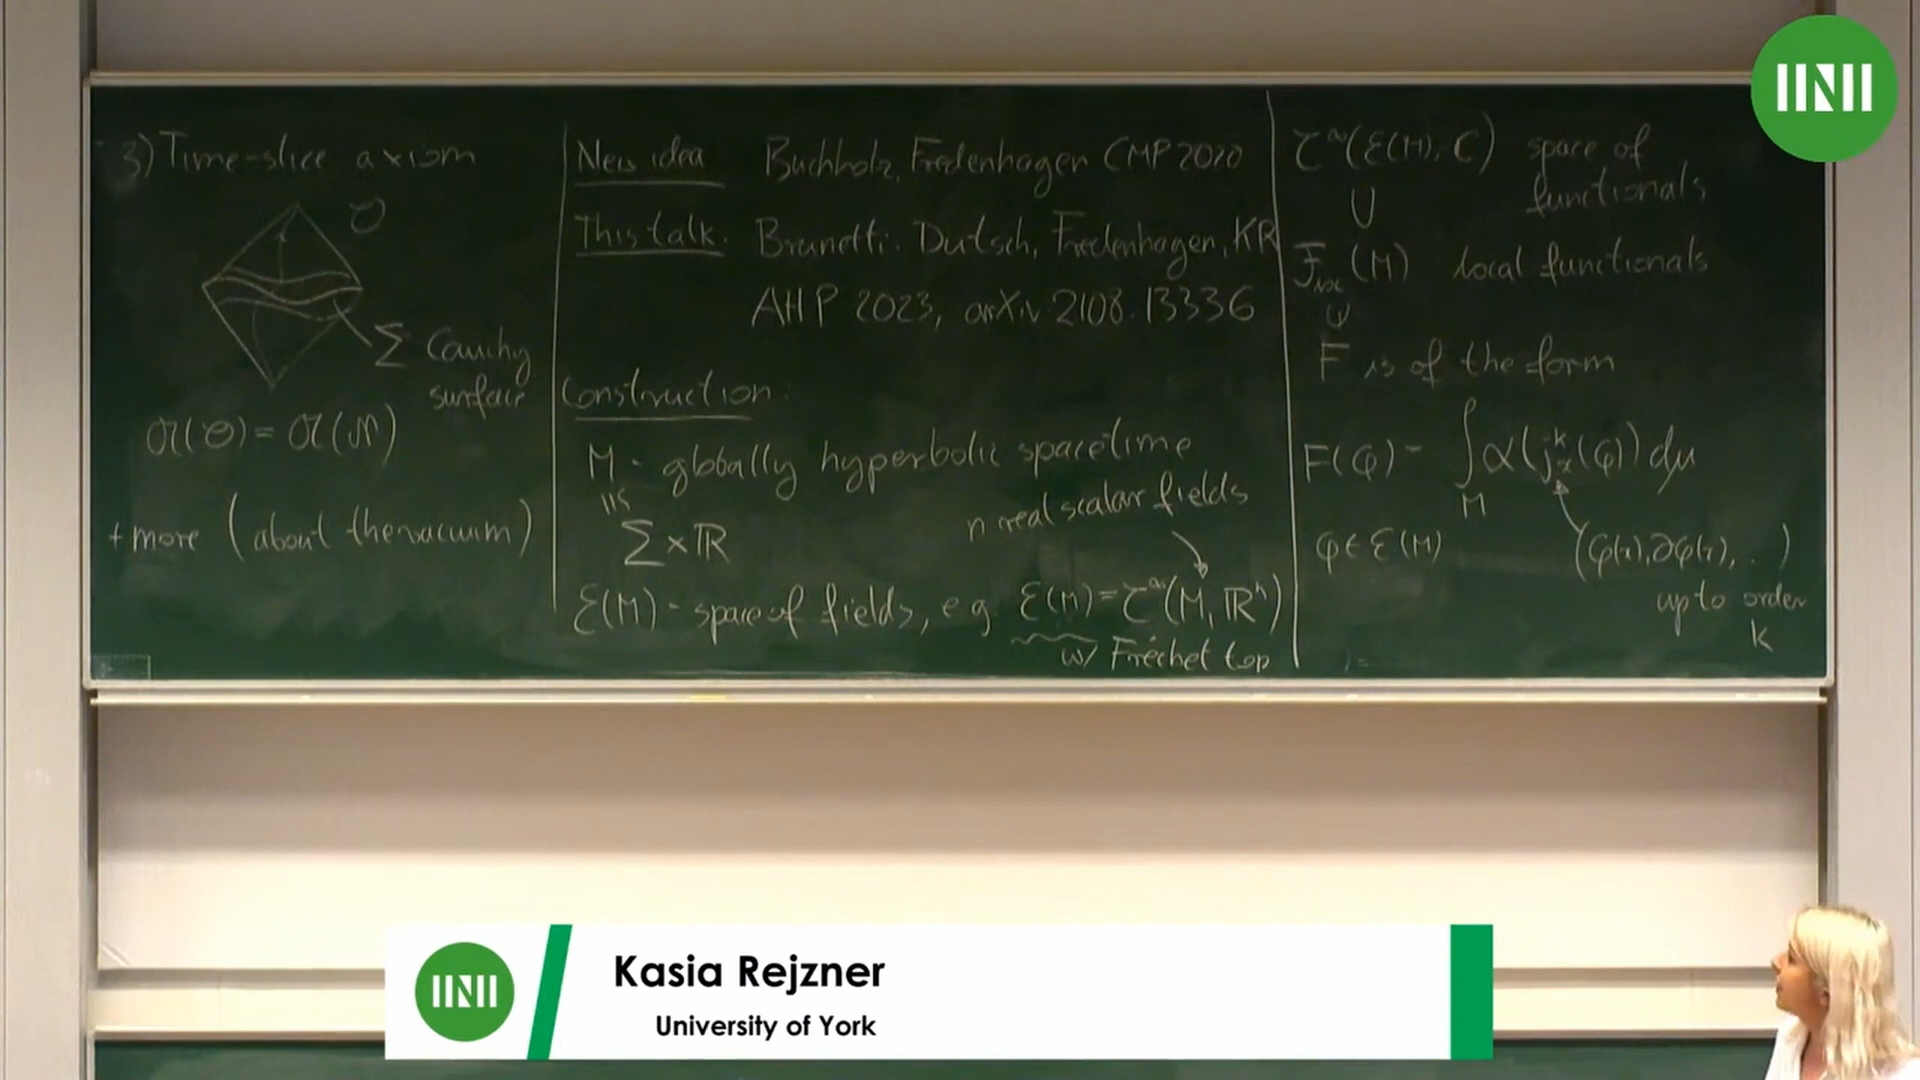 3) Time-slice axiom
O
Σ Cauchy
surface
𝔄(O) = 𝔄(N)
+ more (about the vacuum)
New idea Buchholz, Fredenhagen CMP 2020
This talk: Brunetti, Dütsch, Fredenhagen, KR
AHP 2023, arXiv 2108.13336
Construction:
M - globally hyperbolic spacetime
≅
Σ × ℝ
n real scalar fields
ℰ(M) - space of fields, e.g. ℰ(M) = C^∞(M, ℝ^n)
w/ Fréchet top
C^∞(ℰ(M), ℂ) space of
functionals
∪
F_loc(M) local functionals
∪
F is of the form
F(φ) = ∫_M α(j_x^k(φ)) dμ
φ ∈ ℰ(M)
(φ(x), ∂φ(x), ...)
up to order
k
Kasia Rejzner
University of York